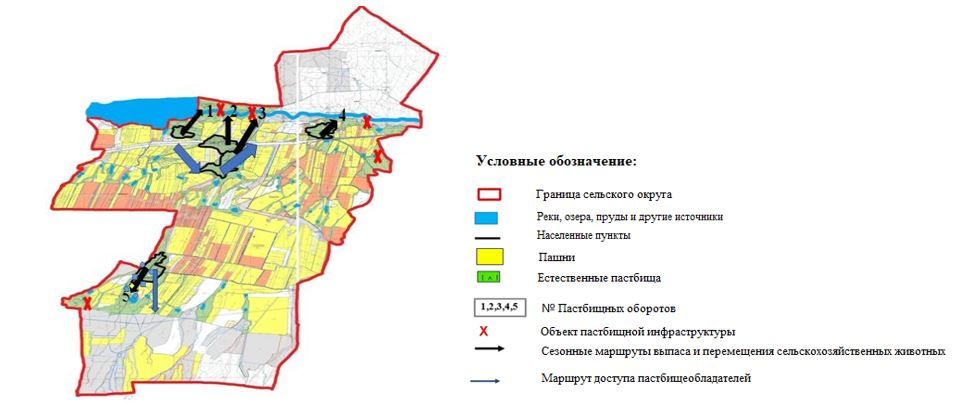 1
2
3
4
5
Условные обозначение:
Граница сельского округа
Реки, озера, пруды и другие источники
Населенные пункты
Пашни
Естественные пастбища
1,2,3,4,5
№ Пастбищных оборотов
X
Объект пастбищной инфраструктуры
Сезонные маршруты выпаса и перемещения сельскохозяйственных животных
Маршрут доступа пастбищеобладателей